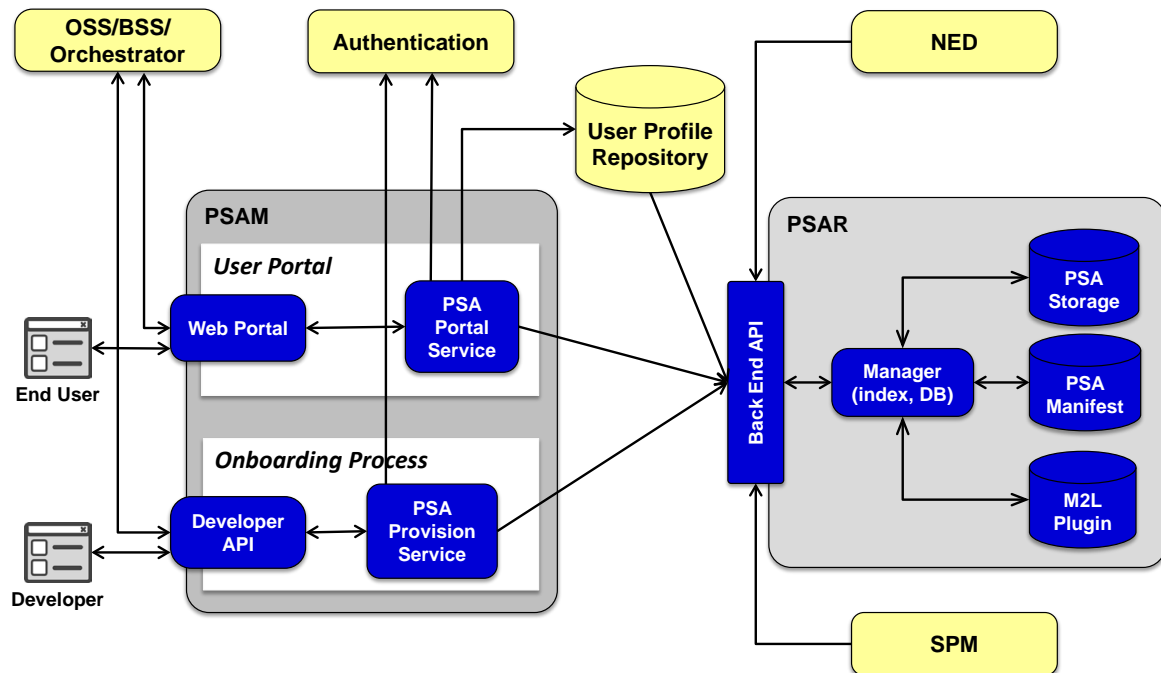 OSS/BSS/
Orchestrator
Authentication
NED
User Profile
Repository
PSAM
User Portal
Web Portal
PSA
Portal
Service
End User
Onboarding Process
Developer
API
PSA
Provision
Service
Developer
Back End API
PSAR
Manager
(index, DB)
PSA
Storage
PSA
Manifest
M2L
Plugin
SPM